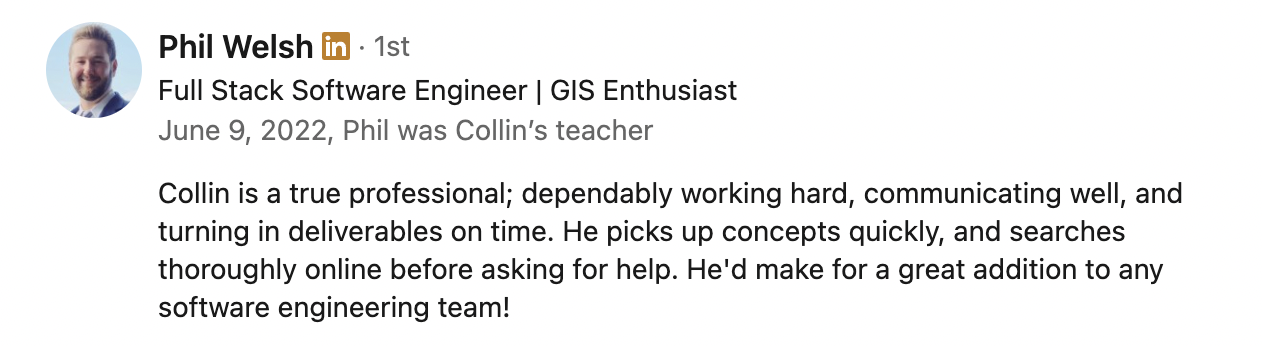 Phil Welsh in · 1st
Full Stack Software Engineer | GIS Enthusiast
June 9, 2022, Phil was Collin’s teacher
Collin is a true professional; dependably working hard, communicating well, and
turning in deliverables on time. He picks up concepts quickly, and searches
thoroughly online before asking for help. He'd make for a great addition to any
software engineering team!